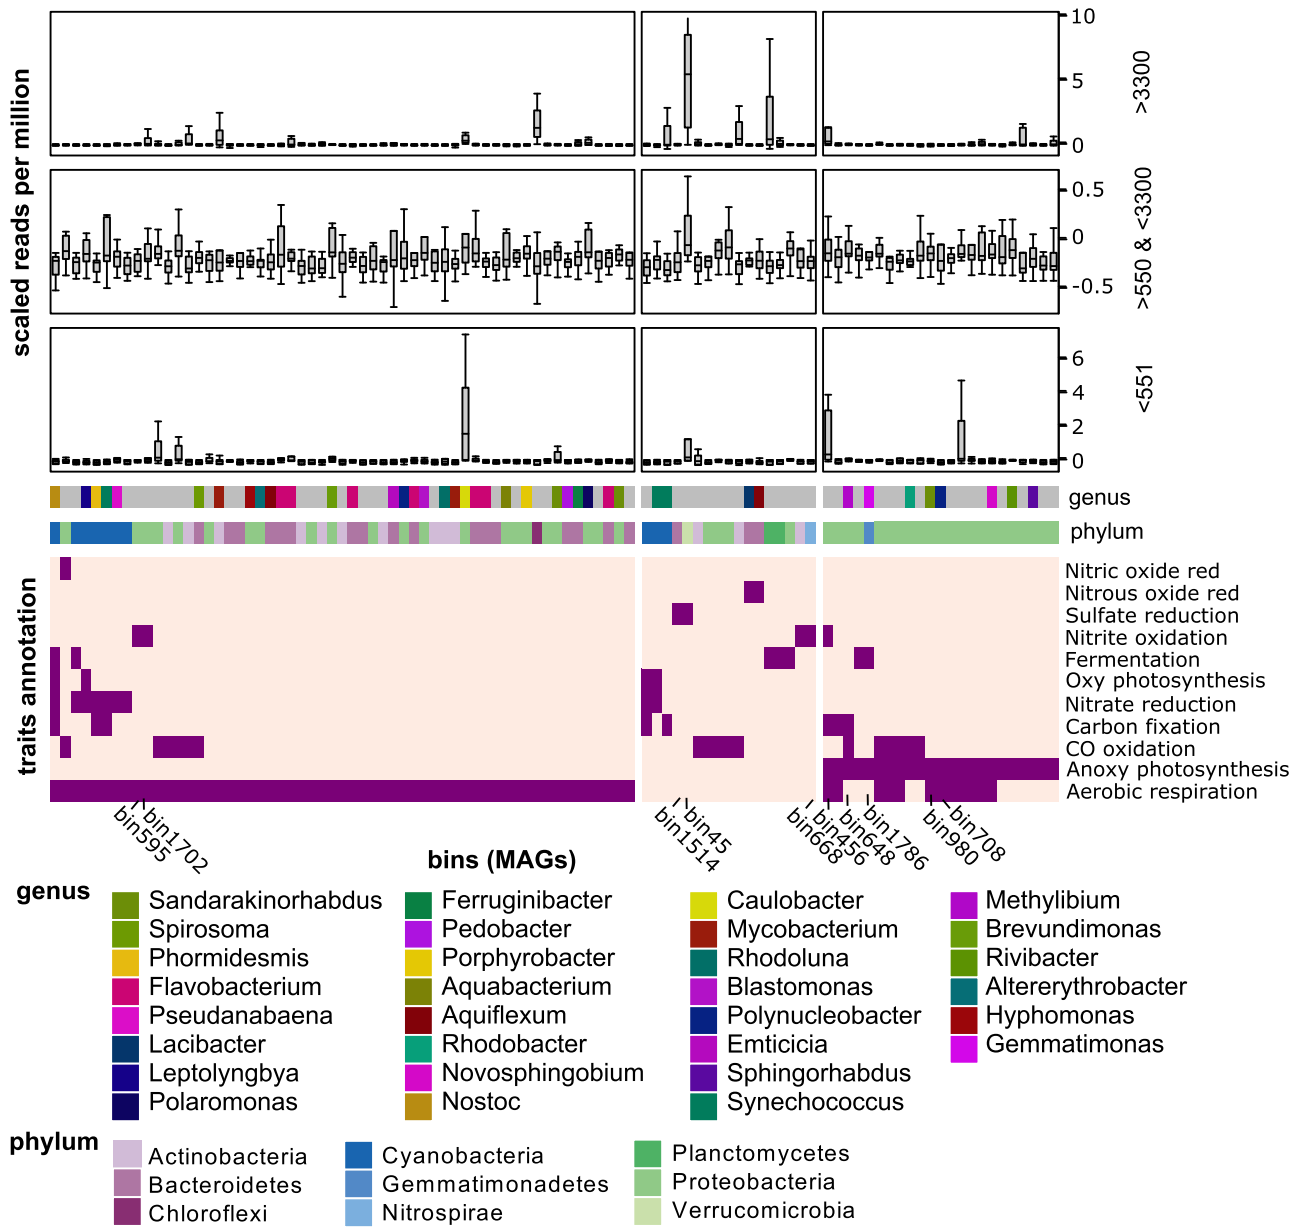 scaled reads per million
10
5
0
>3300
0.5
0
-0.5
>550 & <3300
6
4
2
0
<551
genus
phylum
traits annotation
Nitric oxide red
Nitrous oxide red
Sulfate reduction
Nitrite oxidation
Fermentation
Oxy photosynthesis
Nitrate reduction
Carbon fixation
CO oxidation
Anoxy photosynthesis
Aerobic respiration
bin595
bin1702
bin1514
bin45
bin668
bin456
bin648
bin1786
bin980
bin708
bins (MAGs)
genus
Sandarakinorhabdus
Spirosoma
Phormidesmis
Flavobacterium
Pseudanabaena
Lacibacter
Leptolyngbya
Polaromonas
Ferruginibacter
Pedobacter
Porphyrobacter
Aquabacterium
Aquiflexum
Rhodobacter
Novosphingobium
Nostoc
Caulobacter
Mycobacterium
Rhodoluna
Blastomonas
Polynucleobacter
Emticicia
Sphingorhabdus
Synechococcus
Methylibium
Brevundimonas
Rivibacter
Altererythrobacter
Hyphomonas
Gemmatimonas
phylum
Actinobacteria
Bacteroidetes
Chloroflexi
Cyanobacteria
Gemmatimonadetes
Nitrospirae
Planctomycetes
Proteobacteria
Verrucomicrobia